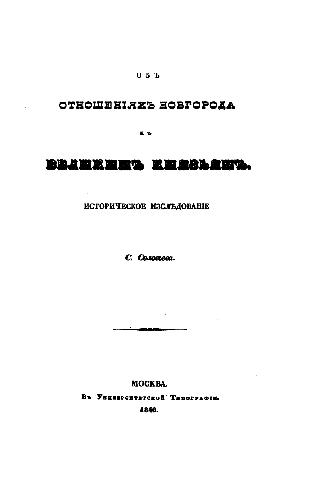 ОБЪ
ОТНОШЕНІЯХЪ НОВГОРОДА
КЪ
ВЕЛИКИМЪ КНЯЗЬЯМЪ.
ИСТОРИЧЕСКОЕ ИЗСЛѢДОВАНІЕ
С. Соловьева.
МОСКВА.
Въ Университетской Типографіи.
1846.